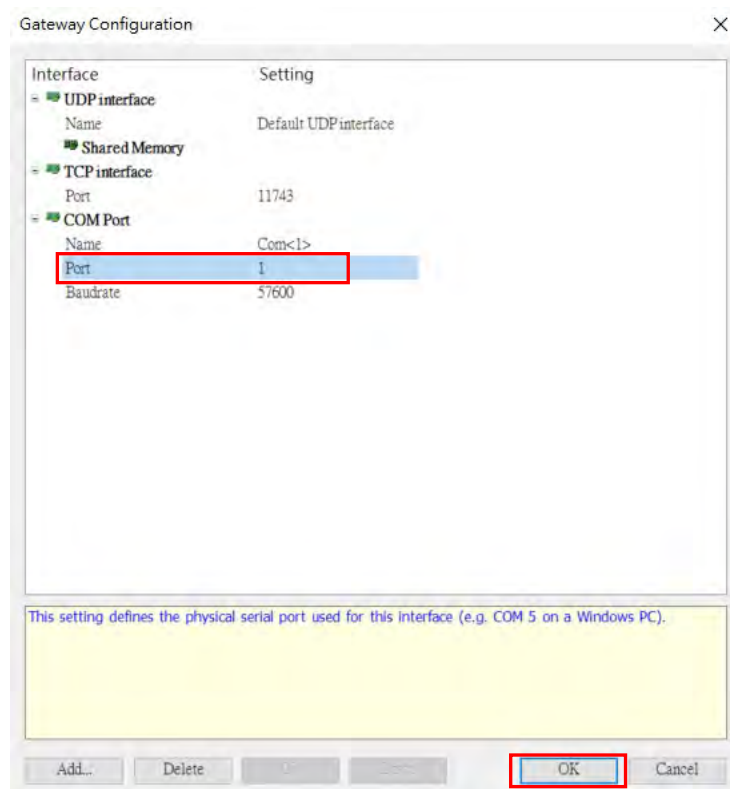 Gateway Configuration
Interface Setting
UDP interface
Name Default UDP interface
Shared Memory
TCP interface
Port 11743
COM Port
Name Com<1>
Port 1
Baudrate 57600
This setting defines the physical serial port used for this interface (e.g. COM 5 on a Windows PC).
Add... Delete OK Cancel